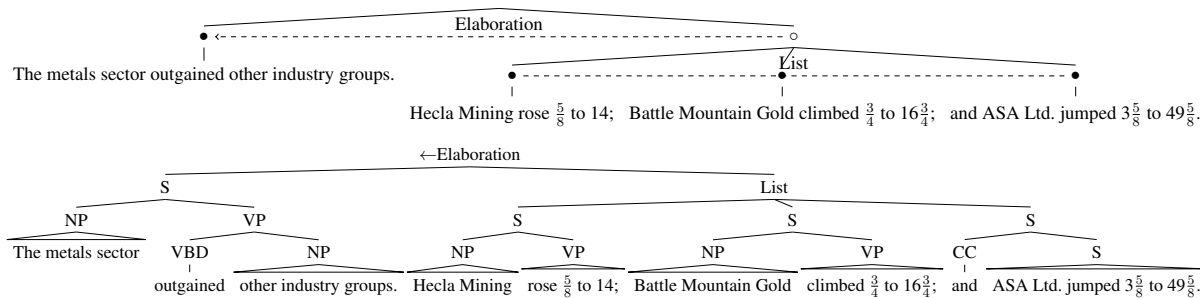 Elaboration
The metals sector outgained other industry groups.
List
Hecla Mining rose 5/8 to 14; Battle Mountain Gold climbed 3/4 to 16 3/4; and ASA Ltd. jumped 3 5/8 to 49 5/8.
←Elaboration
S List
NP VP S S S
The metals sector VBD NP NP VP NP VP CC S
outgained other industry groups. Hecla Mining rose 5/8 to 14; Battle Mountain Gold climbed 3/4 to 16 3/4; and ASA Ltd. jumped 3 5/8 to 49 5/8.